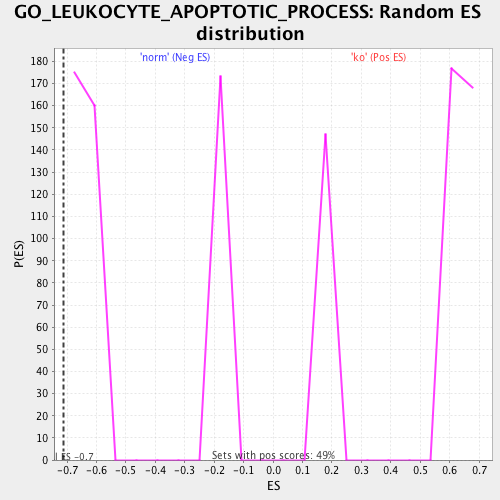 GO_LEUKOCYTE_APOPTOTIC_PROCESS: Random ES
distribution
'norm' (Neg ES) 'ko' (Pos ES)
180
170
160
150
140
130
120
110
100
90
80
70
60
50
40
30
20
10
0
P(ES)
ES -0.7
Sets with pos scores: 49%
-0.7 -0.6 -0.5 -0.4 -0.3 -0.2 -0.1 0.0 0.1 0.2 0.3 0.4 0.5 0.6 0.7
ES